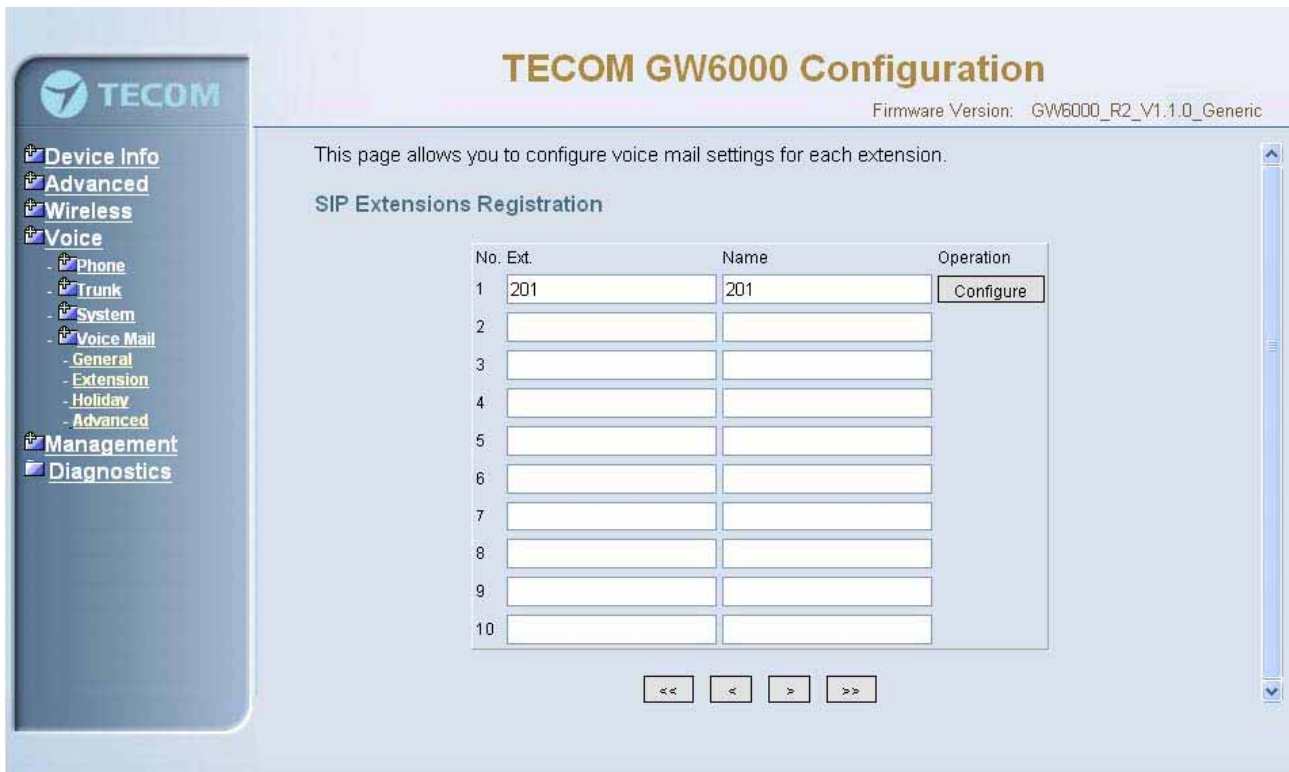 TECOM
TECOM GW6000 Configuration
Firmware Version: GW6000_R2_V1.1.0_Generic
Device Info
Advanced
Wireless
Voice
- Phone
- Trunk
- System
- Voice Mail
- General
- Extension
- Holiday
- Advanced
Management
Diagnostics
This page allows you to configure voice mail settings for each extension.
SIP Extensions Registration
No. Ext. Name Operation
1 201 201 Configure
2
3
4
5
6
7
8
9
10
<< < > >>